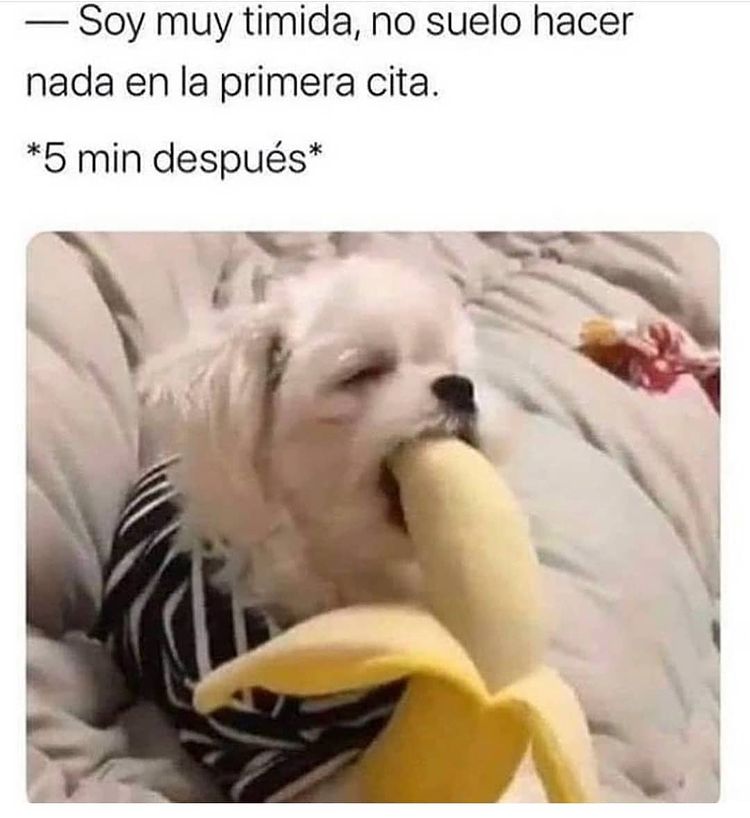 — Soy muy timida, no suelo hacer
nada en la primera cita.
*5 min después*